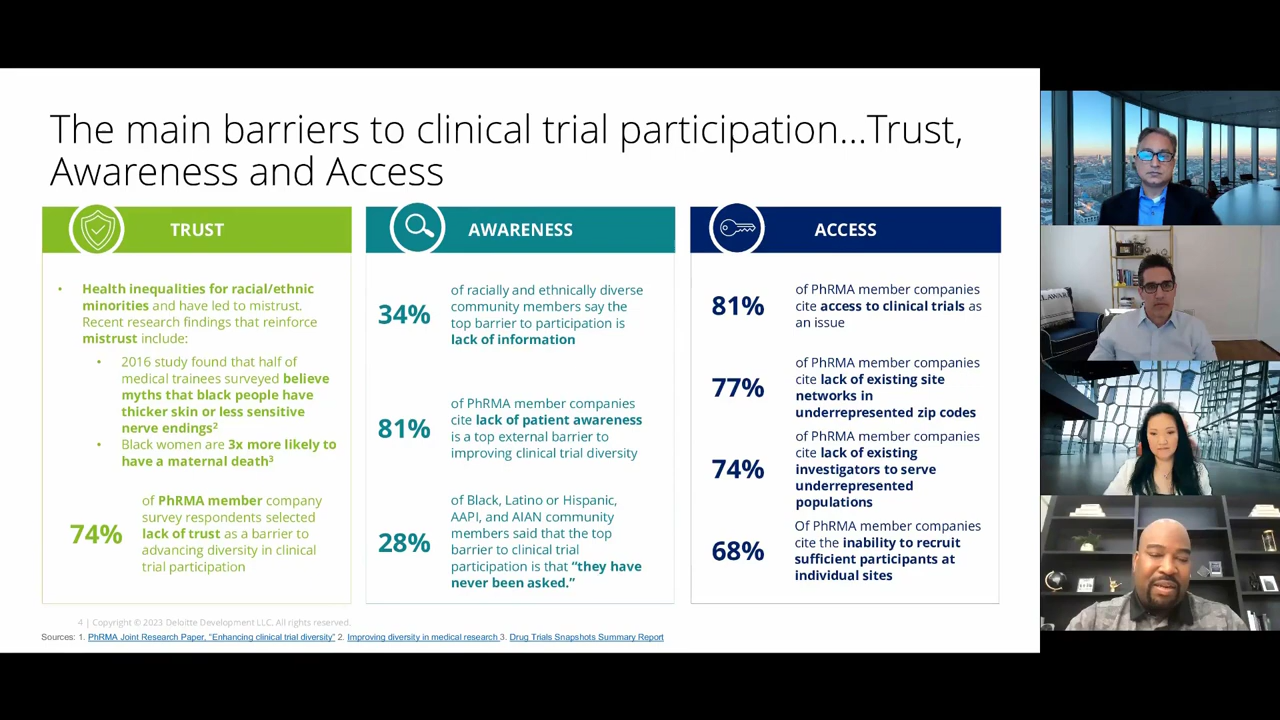 The main barriers to clinical trial participation...Trust,
Awareness and Access
TRUST
• Health inequalities for racial/ethnic
minorities and have led to mistrust.
Recent research findings that reinforce
mistrust include:
• 2016 study found that half of
medical trainees surveyed believe
myths that black people have
thicker skin or less sensitive
nerve endings²
• Black women are 3x more likely to
have a maternal death³
74%
of PhRMA member company
survey respondents selected
lack of trust as a barrier to
advancing diversity in clinical
trial participation
AWARENESS
34%
of racially and ethnically diverse
community members say the
top barrier to participation is
lack of information
81%
of PhRMA member companies
cite lack of patient awareness
is a top external barrier to
improving clinical trial diversity
28%
of Black, Latino or Hispanic,
AAPI, and AIAN community
members said that the top
barrier to clinical trial
participation is that “they have
never been asked.”
ACCESS
81%
of PhRMA member companies
cite access to clinical trials as
an issue
77%
of PhRMA member companies
cite lack of existing site
networks in
underrepresented zip codes
74%
of PhRMA member companies
cite lack of existing
investigators to serve
underrepresented
populations
68%
Of PhRMA member companies
cite the inability to recruit
sufficient participants at
individual sites
4 | Copyright © 2023 Deloitte Development LLC. All rights reserved.
Sources: 1. PhRMA Joint Research Paper, “Enhancing clinical trial diversity” 2. Improving diversity in medical research 3. Drug Trials Snapshots Summary Report